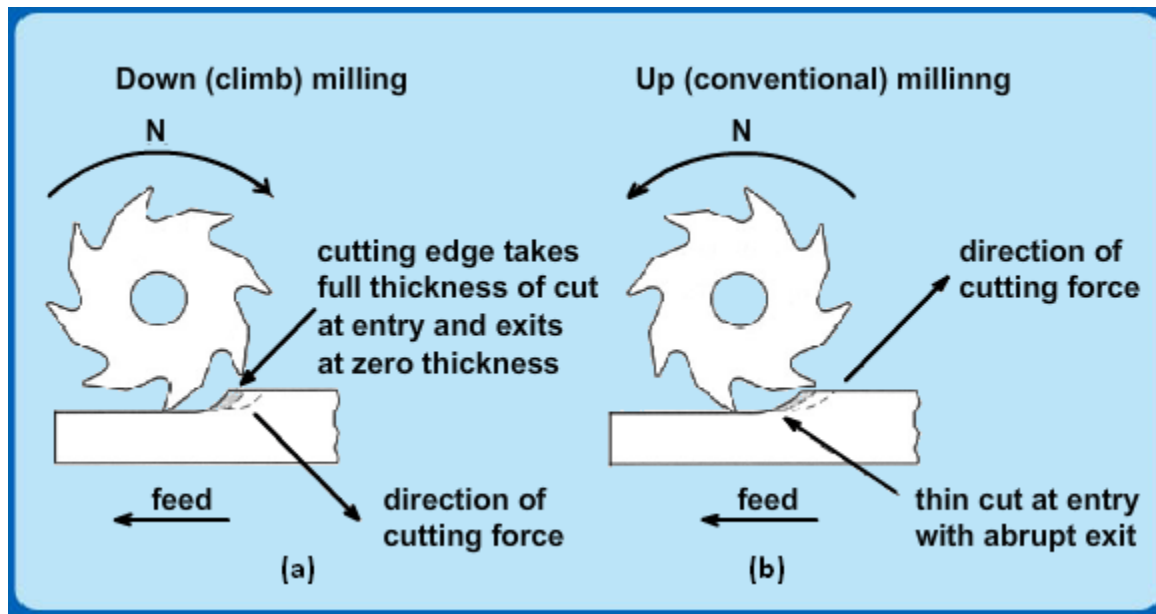 Down (climb) milling
N
cutting edge takes
full thickness of cut
at entry and exits
at zero thickness
feed
direction of
cutting force
(a)
Up (conventional) millinng
N
direction of
cutting force
feed
thin cut at entry
with abrupt exit
(b)